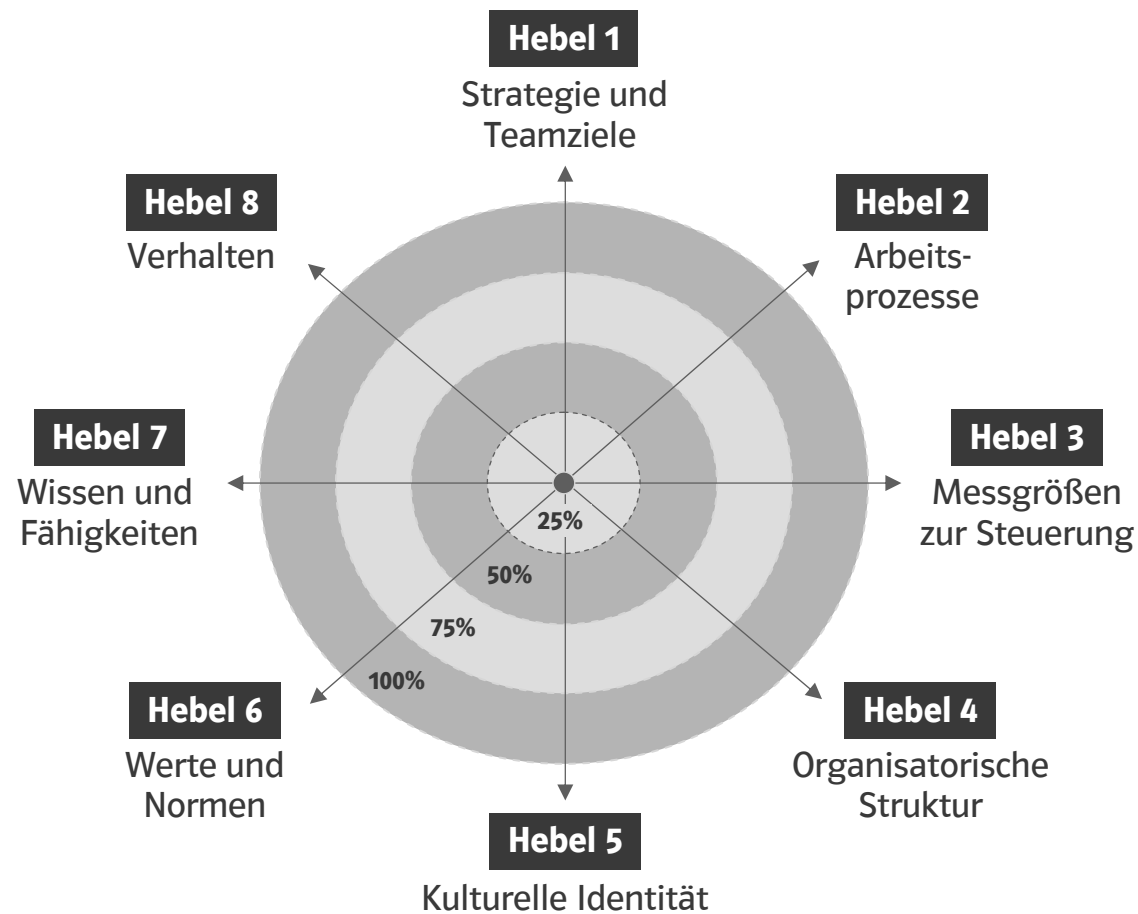 Hebel 1
Strategie und
Teamziele
Hebel 2
Arbeits-
prozesse
Hebel 3
Messgrößen
zur Steuerung
Hebel 4
Organisatorische
Struktur
Hebel 5
Kulturelle Identität
Hebel 6
Werte und
Normen
Hebel 7
Wissen und
Fähigkeiten
Hebel 8
Verhalten
25%
50%
75%
100%